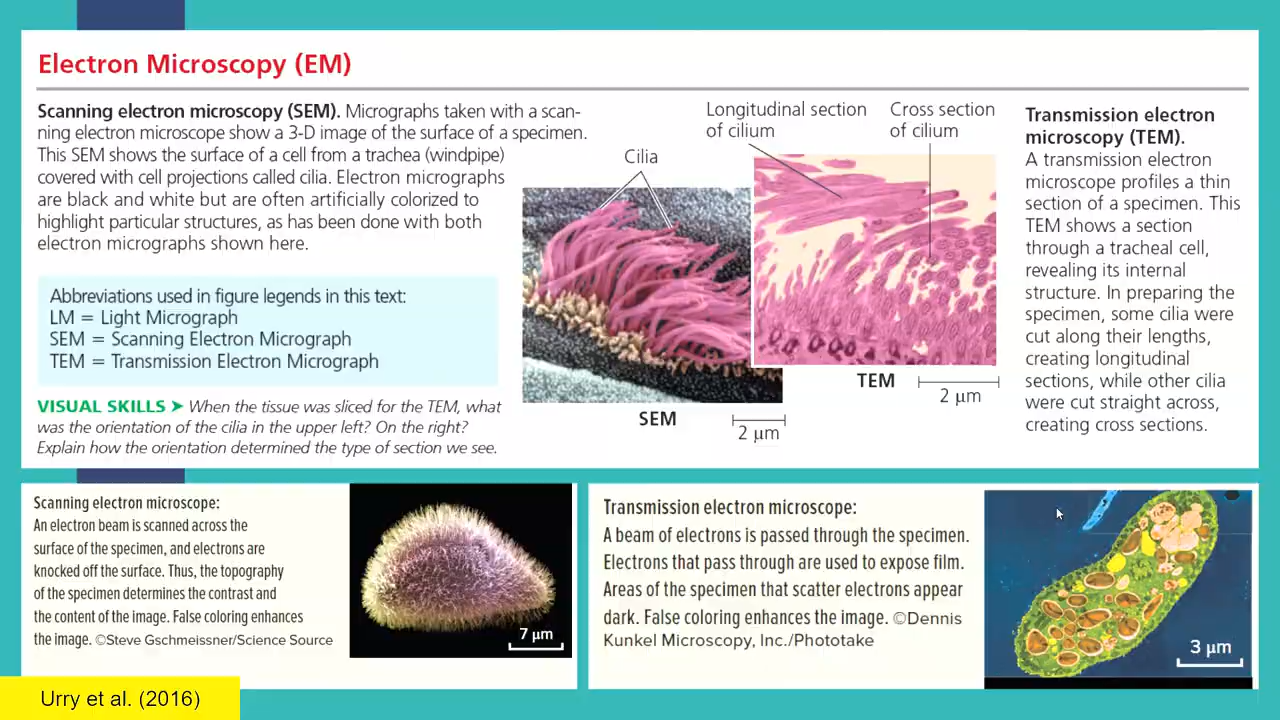 Electron Microscopy (EM)
Scanning electron microscopy (SEM). Micrographs taken with a scan-
ning electron microscope show a 3-D image of the surface of a specimen.
This SEM shows the surface of a cell from a trachea (windpipe)
covered with cell projections called cilia. Electron micrographs
are black and white but are often artificially colorized to
highlight particular structures, as has been done with both
electron micrographs shown here.
Abbreviations used in figure legends in this text:
LM = Light Micrograph
SEM = Scanning Electron Micrograph
TEM = Transmission Electron Micrograph
VISUAL SKILLS ➤ When the tissue was sliced for the TEM, what
was the orientation of the cilia in the upper left? On the right?
Explain how the orientation determined the type of section we see.
Cilia
Longitudinal section
of cilium
Cross section
of cilium
SEM
2 μm
TEM
2 μm
Transmission electron
microscopy (TEM).
A transmission electron
microscope profiles a thin
section of a specimen. This
TEM shows a section
through a tracheal cell,
revealing its internal
structure. In preparing the
specimen, some cilia were
cut along their lengths,
creating longitudinal
sections, while other cilia
were cut straight across,
creating cross sections.
Scanning electron microscope:
An electron beam is scanned across the
surface of the specimen, and electrons are
knocked off the surface. Thus, the topography
of the specimen determines the contrast and
the content of the image. False coloring enhances
the image. ©Steve Gschmeissner/Science Source
7 μm
Transmission electron microscope:
A beam of electrons is passed through the specimen.
Electrons that pass through are used to expose film.
Areas of the specimen that scatter electrons appear
dark. False coloring enhances the image. ©Dennis
Kunkel Microscopy, Inc./Phototake
3 μm
Urry et al. (2016)